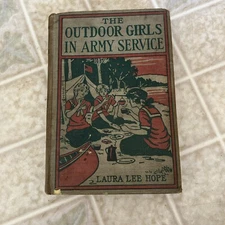 THE
OUTDOOR GIRLS
IN ARMY SERVICE
LAURA LEE HOPE